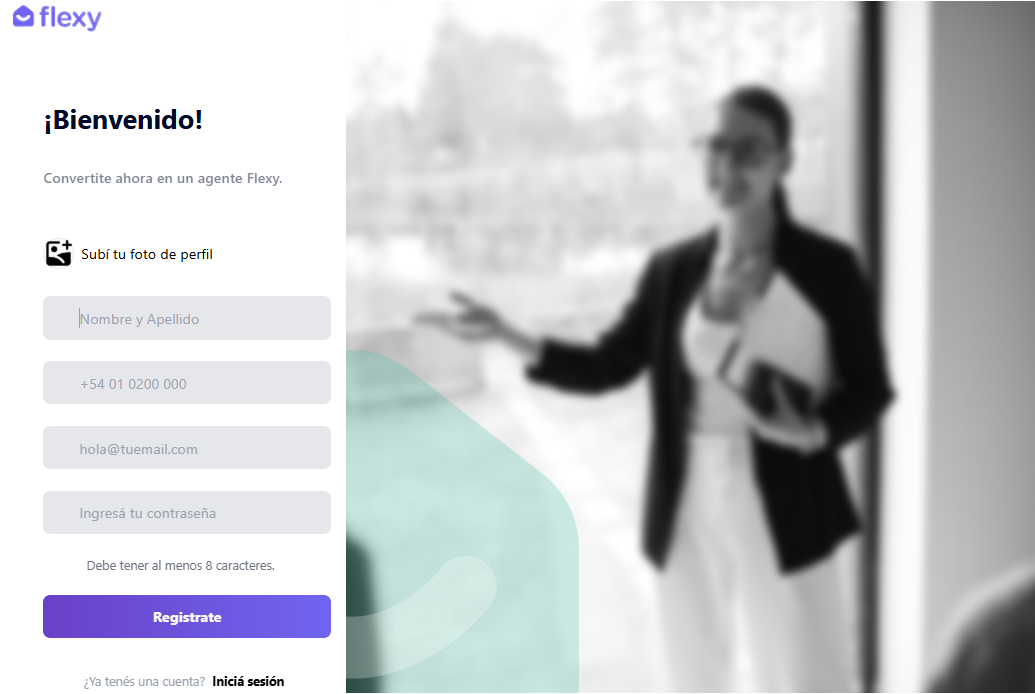 flexy
¡Bienvenido!
Convertite ahora en un agente Flexy.
Subí tu foto de perfil
Nombre y Apellido
+54 01 0200 000
hola@tuemail.com
Ingresá tu contraseña
Debe tener al menos 8 caracteres.
Registrate
¿Ya tenés una cuenta? Iniciá sesión